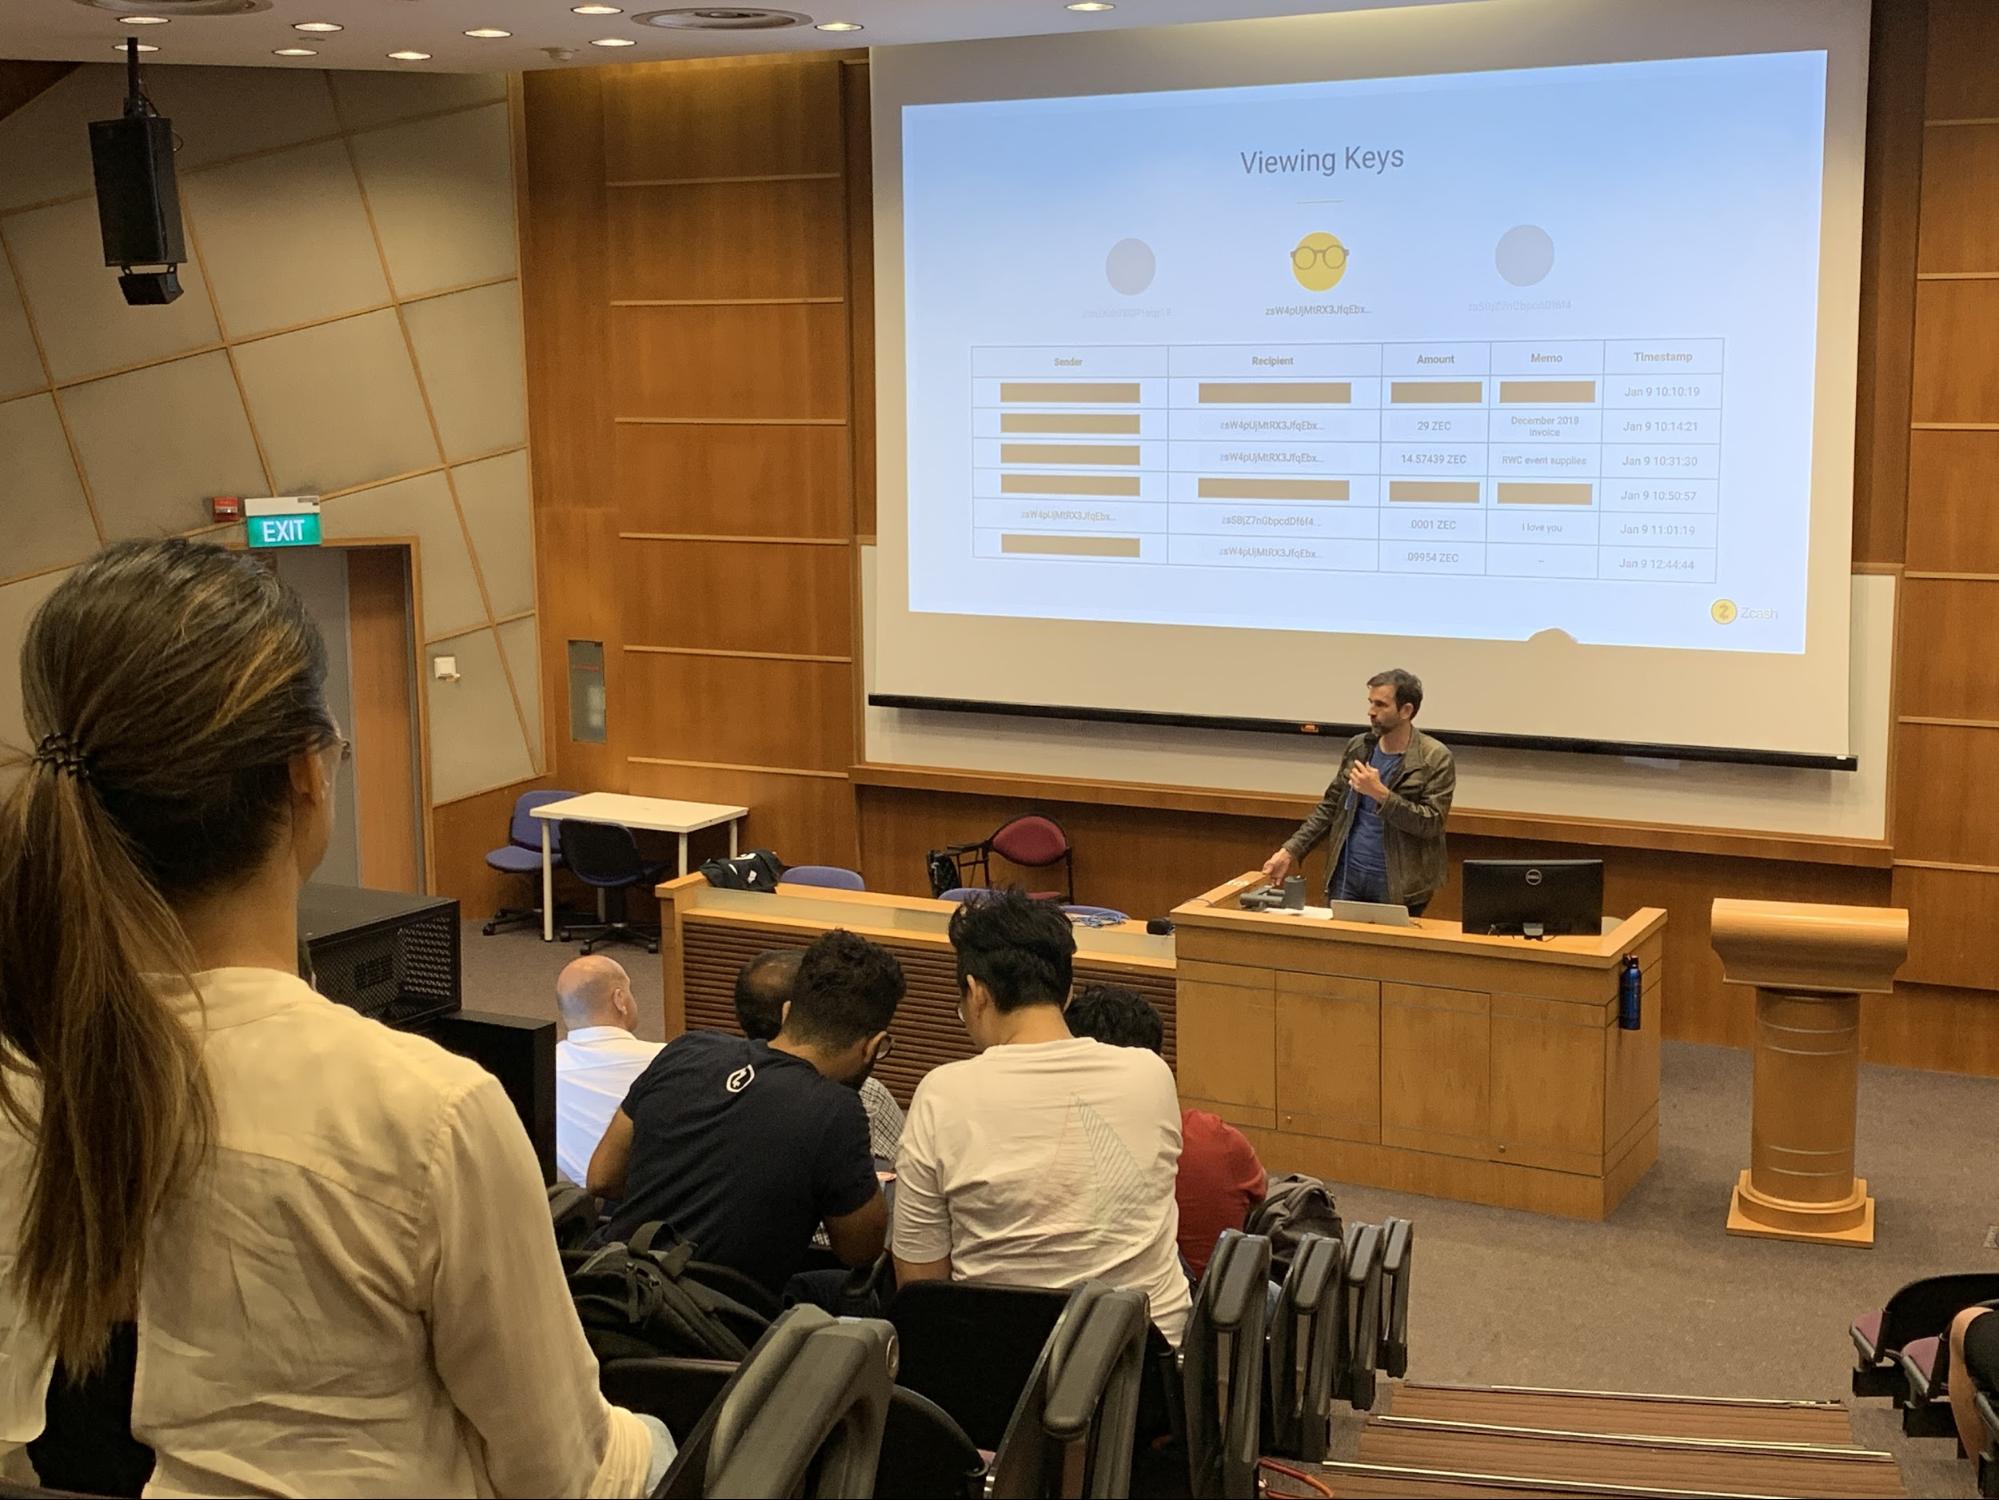 Viewing Keys
zsW4pUjMtRX3JfqEbx...
Sender Recipient Amount Memo Timestamp
Jan 9 10:10:19
zsW4pUjMtRX3JfqEbx... 29 ZEC December 2018 invoice Jan 9 10:14:21
zsW4pUjMtRX3JfqEbx... 14.57439 ZEC RWC event supplies Jan 9 10:31:30
Jan 9 10:50:57
zsW4pUjMtRX3JfqEbx... zsS8jZ7nGbpcdDf6f4... .0001 ZEC I love you Jan 9 11:01:19
zsW4pUjMtRX3JfqEbx... .09954 ZEC -- Jan 9 12:44:44
Zcash
EXIT
DELL